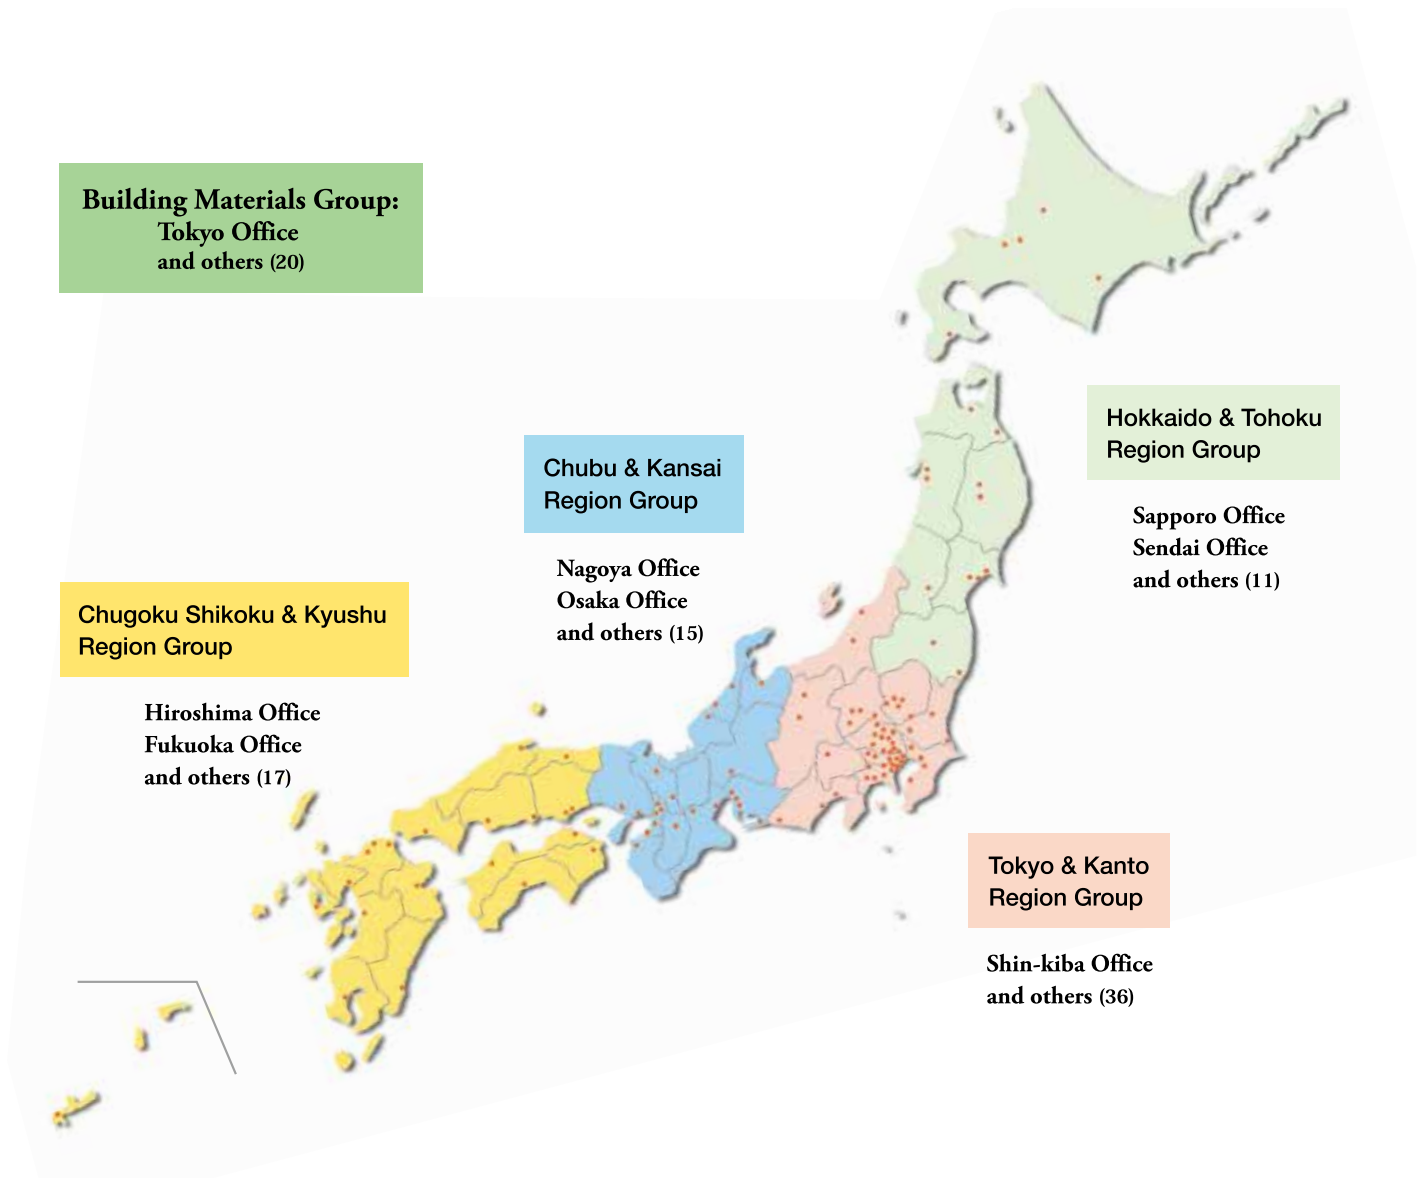 Building Materials Group:
Tokyo Office
and others (20)
Hokkaido & Tohoku
Region Group
Sapporo Office
Sendai Office
and others (11)
Chubu & Kansai
Region Group
Nagoya Office
Osaka Office
and others (15)
Chugoku Shikoku & Kyushu
Region Group
Hiroshima Office
Fukuoka Office
and others (17)
Tokyo & Kanto
Region Group
Shin-kiba Office
and others (36)